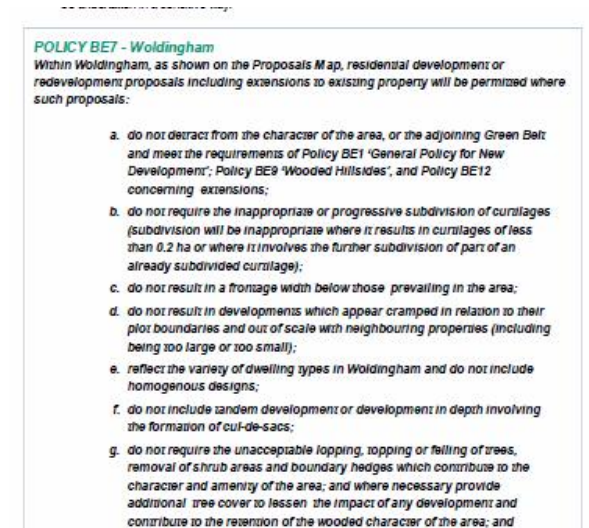 POLICY BE7 - Woldingham
Within Woldingham, as shown on the Proposals Map, residential development or
redevelopment proposals including extensions to existing property will be permitted where
such proposals:
a. do not detract from the character of the area, or the adjoining Green Belt
and meet the requirements of Policy BE1 'General Policy for New
Development'; Policy BE9 'Wooded Hillsides', and Policy BE12
concerning extensions;
b. do not require the inappropriate or progressive subdivision of curtilages
(subdivision will be inappropriate where it results in curtilages of less
than 0.2 ha or where it involves the further subdivision of part of an
already subdivided curtilage);
c. do not result in a frontage width below those prevailing in the area;
d. do not result in developments which appear cramped in relation to their
plot boundaries and out of scale with neighbouring properties (including
being too large or too small);
e. reflect the variety of dwelling types in Woldingham and do not include
homogenous designs;
f. do not include tandem development or development in depth involving
the formation of cul-de-sacs;
g. do not require the unacceptable lopping, topping or felling of trees,
removal of shrub areas and boundary hedges which contribute to the
character and amenity of the area; and where necessary provide
additional tree cover to lessen the impact of any development and
contribute to the retention of the wooded character of the area; and